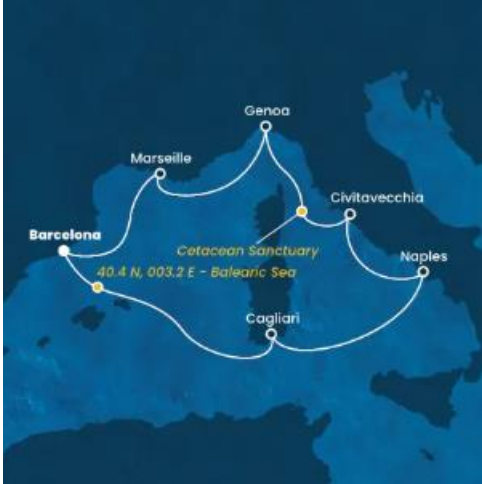 Genoa
Marseille
Civitavecchia
Barcelona
Cetacean Sanctuary
Naples
40.4 N, 003.2 E - Balearic Sea
Cagliari